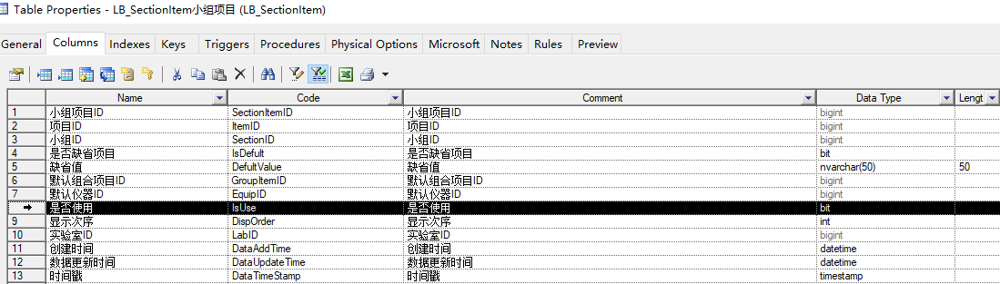 Table Properties - LB_SectionItem小组项目 (LB_SectionItem)
General Columns Indexes Keys Triggers Procedures Physical Options Microsoft Notes Rules Preview
Name Code Comment Data Type Lengt
1 小组项目ID SectionItemID 小组项目ID bigint
2 项目ID ItemID 项目ID bigint
3 小组ID SectionID 小组ID bigint
4 是否缺省项目 IsDefult 是否缺省项目 bit
5 缺省值 DefultValue 缺省值 nvarchar(50) 50
6 默认组合项目ID GroupItemID 默认组合项目ID bigint
7 默认仪器ID EquipID 默认仪器ID bigint
是否使用 IsUse 是否使用 bit
9 显示次序 DispOrder 显示次序 int
10 实验室ID LabID 实验室ID bigint
11 创建时间 DataAddTime 创建时间 datetime
12 数据更新时间 DataUpdateTime 数据更新时间 datetime
13 时间戳 DataTimeStamp 时间戳 timestamp